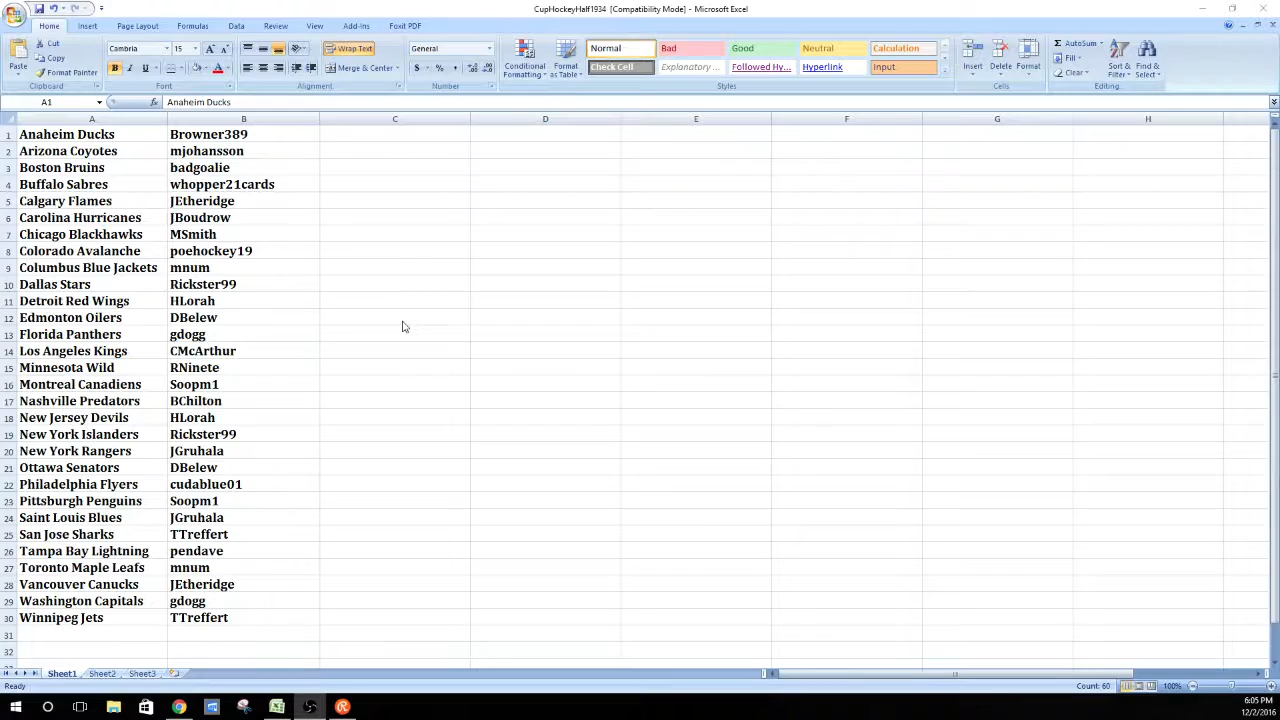 CupHockeyHalf1934 [Compatibility Mode] - Microsoft Excel
Home Insert Page Layout Formulas Data Review View Add-Ins Foxit PDF
Paste Cut Copy Format Painter Clipboard
Cambria 15 B I U A Font
Wrap Text Merge & Center Alignment
General $ % , Number
Conditional Formatting Format as Table
Normal Bad Good Neutral Calculation
Check Cell Explanatory ... Followed Hy... Hyperlink Input
Styles
Insert Delete Format Cells
AutoSum Fill Clear Sort & Filter Find & Select Editing
A1 fx Anaheim Ducks
A B C D E F G H
1 Anaheim Ducks Browner389
2 Arizona Coyotes mjohansson
3 Boston Bruins badgoalie
4 Buffalo Sabres whopper21cards
5 Calgary Flames JEtheridge
6 Carolina Hurricanes JBoudrow
7 Chicago Blackhawks MSmith
8 Colorado Avalanche poehockey19
9 Columbus Blue Jackets mnum
10 Dallas Stars Rickster99
11 Detroit Red Wings HLorah
12 Edmonton Oilers DBelew
13 Florida Panthers gdogg
14 Los Angeles Kings CMcArthur
15 Minnesota Wild RNinete
16 Montreal Canadiens Soopm1
17 Nashville Predators BChilton
18 New Jersey Devils HLorah
19 New York Islanders Rickster99
20 New York Rangers JGruhala
21 Ottawa Senators DBelew
22 Philadelphia Flyers cudablue01
23 Pittsburgh Penguins Soopm1
24 Saint Louis Blues JGruhala
25 San Jose Sharks TTreffert
26 Tampa Bay Lightning pendave
27 Toronto Maple Leafs mnum
28 Vancouver Canucks JEtheridge
29 Washington Capitals gdogg
30 Winnipeg Jets TTreffert
31
32
Sheet1 Sheet2 Sheet3
Ready Count: 60 100%
6:05 PM
12/2/2016